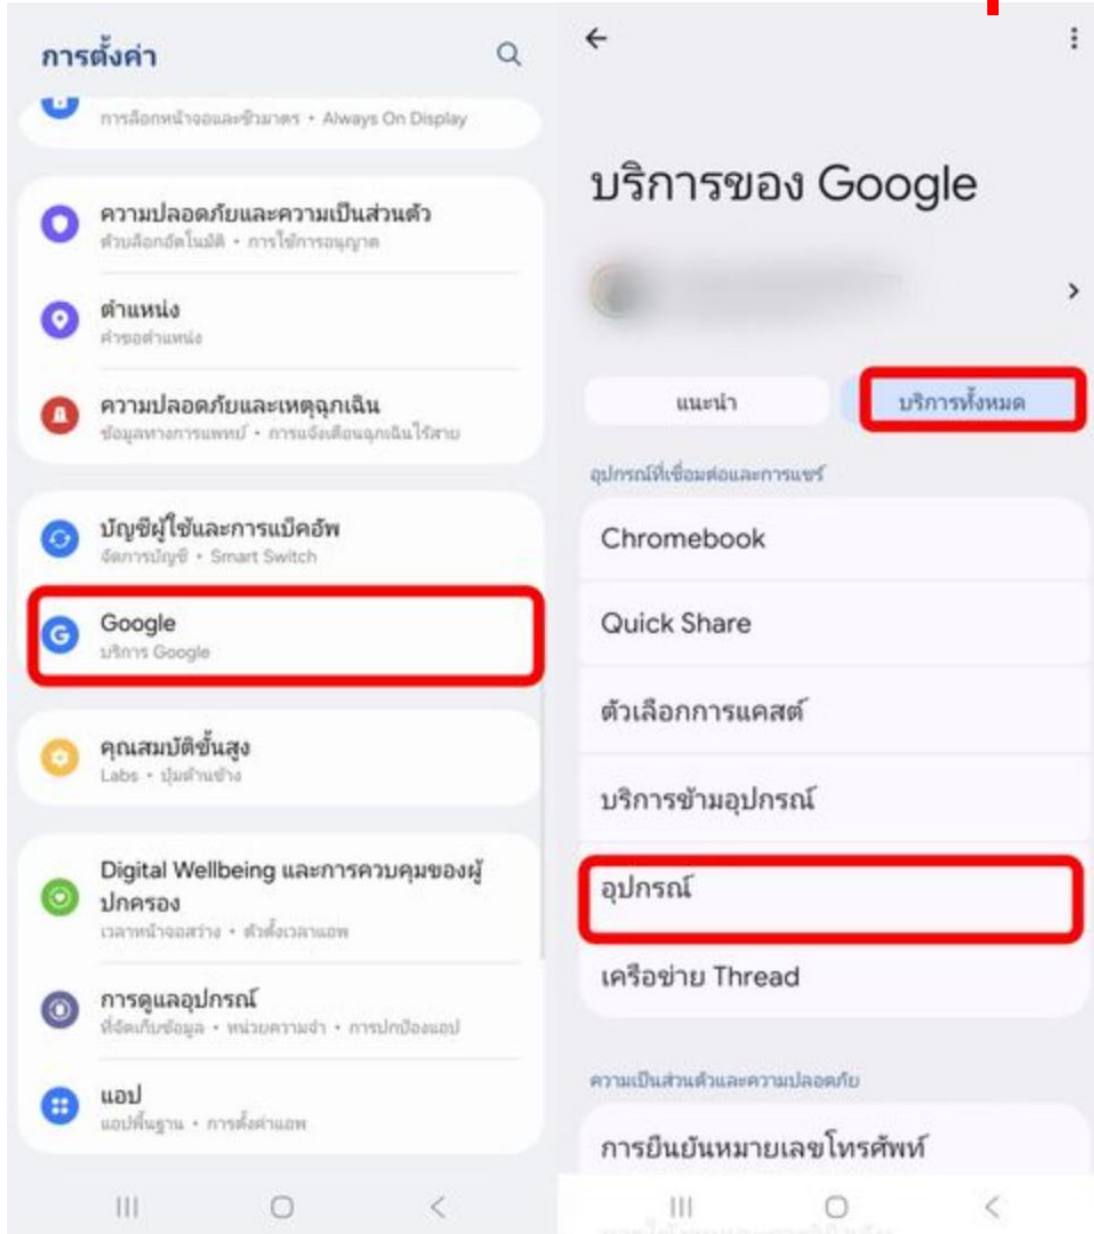 การตั้งค่า
การล็อกหน้าจอและชีวมาตร • Always On Display
ความปลอดภัยและความเป็นส่วนตัว
ตัวบล็อกอัตโนมัติ • การใช้การอนุญาต
ตำแหน่ง
คำขอตำแหน่ง
ความปลอดภัยและเหตุฉุกเฉิน
ข้อมูลทางการแพทย์ • การแจ้งเตือนฉุกเฉินไร้สาย
บัญชีผู้ใช้และการแบ็คอัพ
จัดการบัญชี • Smart Switch
Google
บริการ Google
คุณสมบัติขั้นสูง
Labs • ปุ่มด้านข้าง
Digital Wellbeing และการควบคุมของผู้
ปกครอง
เวลาหน้าจอสว่าง • ตัวตั้งเวลาแอพ
การดูแลอุปกรณ์
ที่จัดเก็บข้อมูล • หน่วยความจำ • การปกป้องแอป
แอป
แอปพื้นฐาน • การตั้งค่าแอพ
บริการของ Google
แนะนำ
บริการทั้งหมด
อุปกรณ์ที่เชื่อมต่อและการแชร์
Chromebook
Quick Share
ตัวเลือกการแคสต์
บริการข้ามอุปกรณ์
อุปกรณ์
เครือข่าย Thread
ความเป็นส่วนตัวและความปลอดภัย
การยืนยันหมายเลขโทรศัพท์